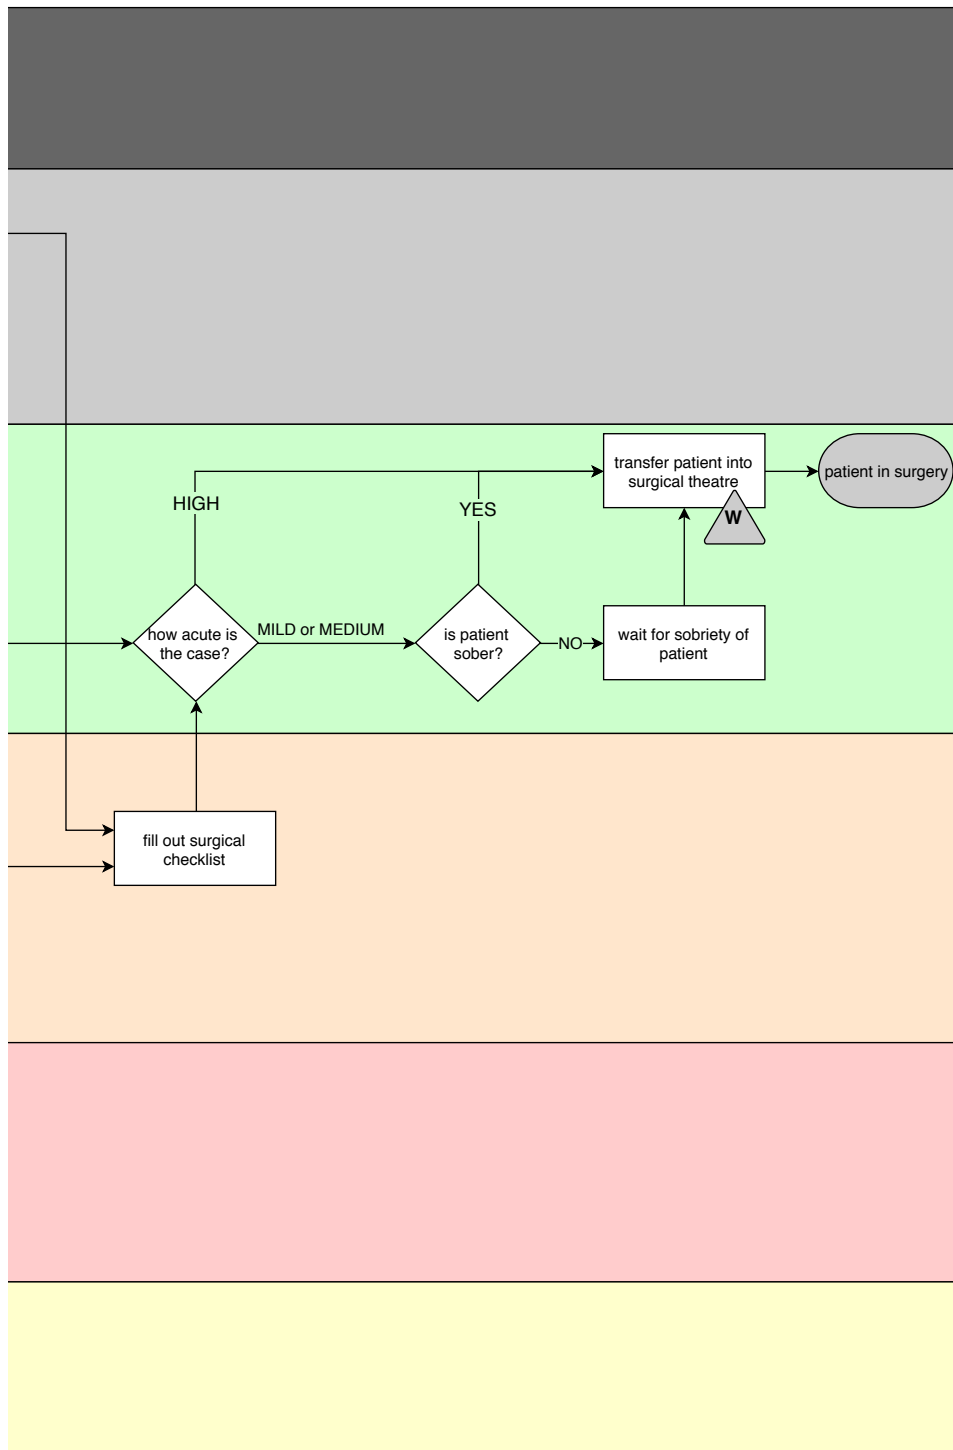 transfer patient into
surgical theatre
W
patient in surgery
HIGH
YES
how acute is
the case?
MILD or MEDIUM
is patient
sober?
NO
wait for sobriety of
patient
fill out surgical
checklist